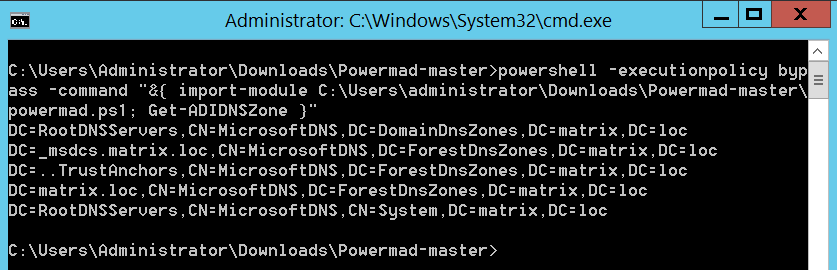 Administrator: C:\Windows\System32\cmd.exe
C:\Users\Administrator\Downloads\Powermad-master>powershell -executionpolicy byp
ass -command "&{ import-module C:\Users\administrator\Downloads\Powermad-master\
powermad.ps1; Get-ADIDNSZone }"
DC=RootDNSServers,CN=MicrosoftDNS,DC=DomainDnsZones,DC=matrix,DC=loc
DC=_msdcs.matrix.loc,CN=MicrosoftDNS,DC=ForestDnsZones,DC=matrix,DC=loc
DC=..TrustAnchors,CN=MicrosoftDNS,DC=ForestDnsZones,DC=matrix,DC=loc
DC=matrix.loc,CN=MicrosoftDNS,DC=ForestDnsZones,DC=matrix,DC=loc
DC=RootDNSServers,CN=MicrosoftDNS,CN=System,DC=matrix,DC=loc
C:\Users\Administrator\Downloads\Powermad-master>